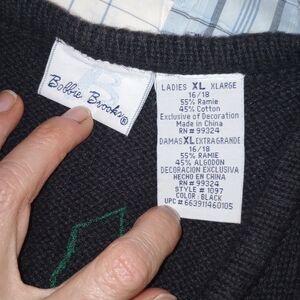 Bobbie Brooks®
LADIES XL XLARGE
16/18
55% Ramie
45% Cotton
Exclusive of Decoration
Made in China
RN# 99324
DAMAS XL EXTRA GRANDE
16/18
55% RAMIE
45% ALGODON
DECORACION EXCLUSIVA
HECHO EN CHINA
RN# 99324
STYLE # 1097
COLOR: BLACK
UPC # 663911460105